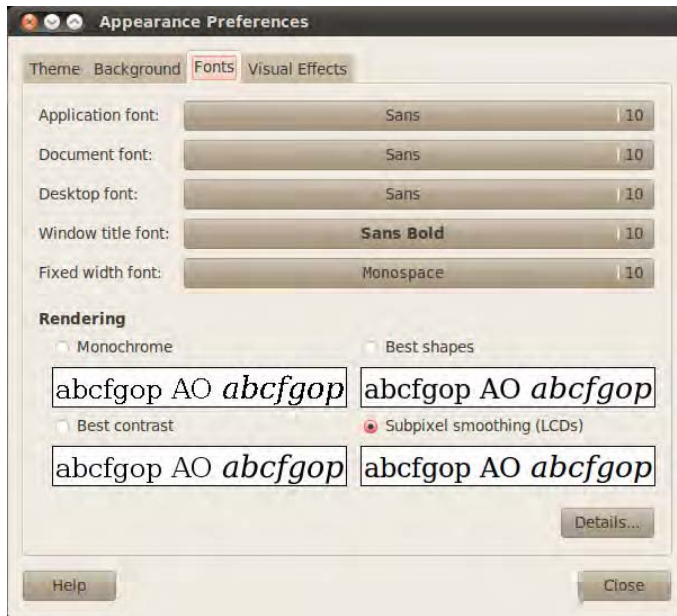 Appearance Preferences
Theme Background Fonts Visual Effects
Application font: Sans 10
Document font: Sans 10
Desktop font: Sans 10
Window title font: Sans Bold 10
Fixed width font: Monospace 10
Rendering
Monochrome Best shapes
abcfgop AO abcfgop abcfgop AO abcfgop
Best contrast Subpixel smoothing (LCDs)
abcfgop AO abcfgop abcfgop AO abcfgop
Details...
Help Close